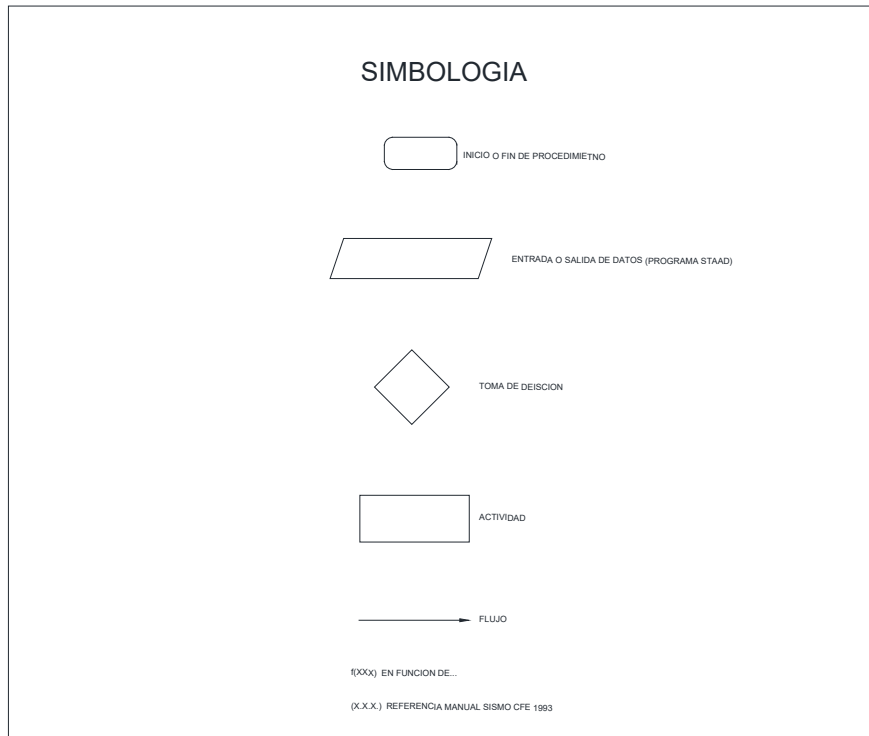 SIMBOLOGIA
INICIO O FIN DE PROCEDIMIETNO
ENTRADA O SALIDA DE DATOS (PROGRAMA STAAD)
TOMA DE DEISCION
ACTIVIDAD
FLUJO
f(XXX) EN FUNCION DE...
(X.X.X.) REFERENCIA MANUAL SISMO CFE 1993